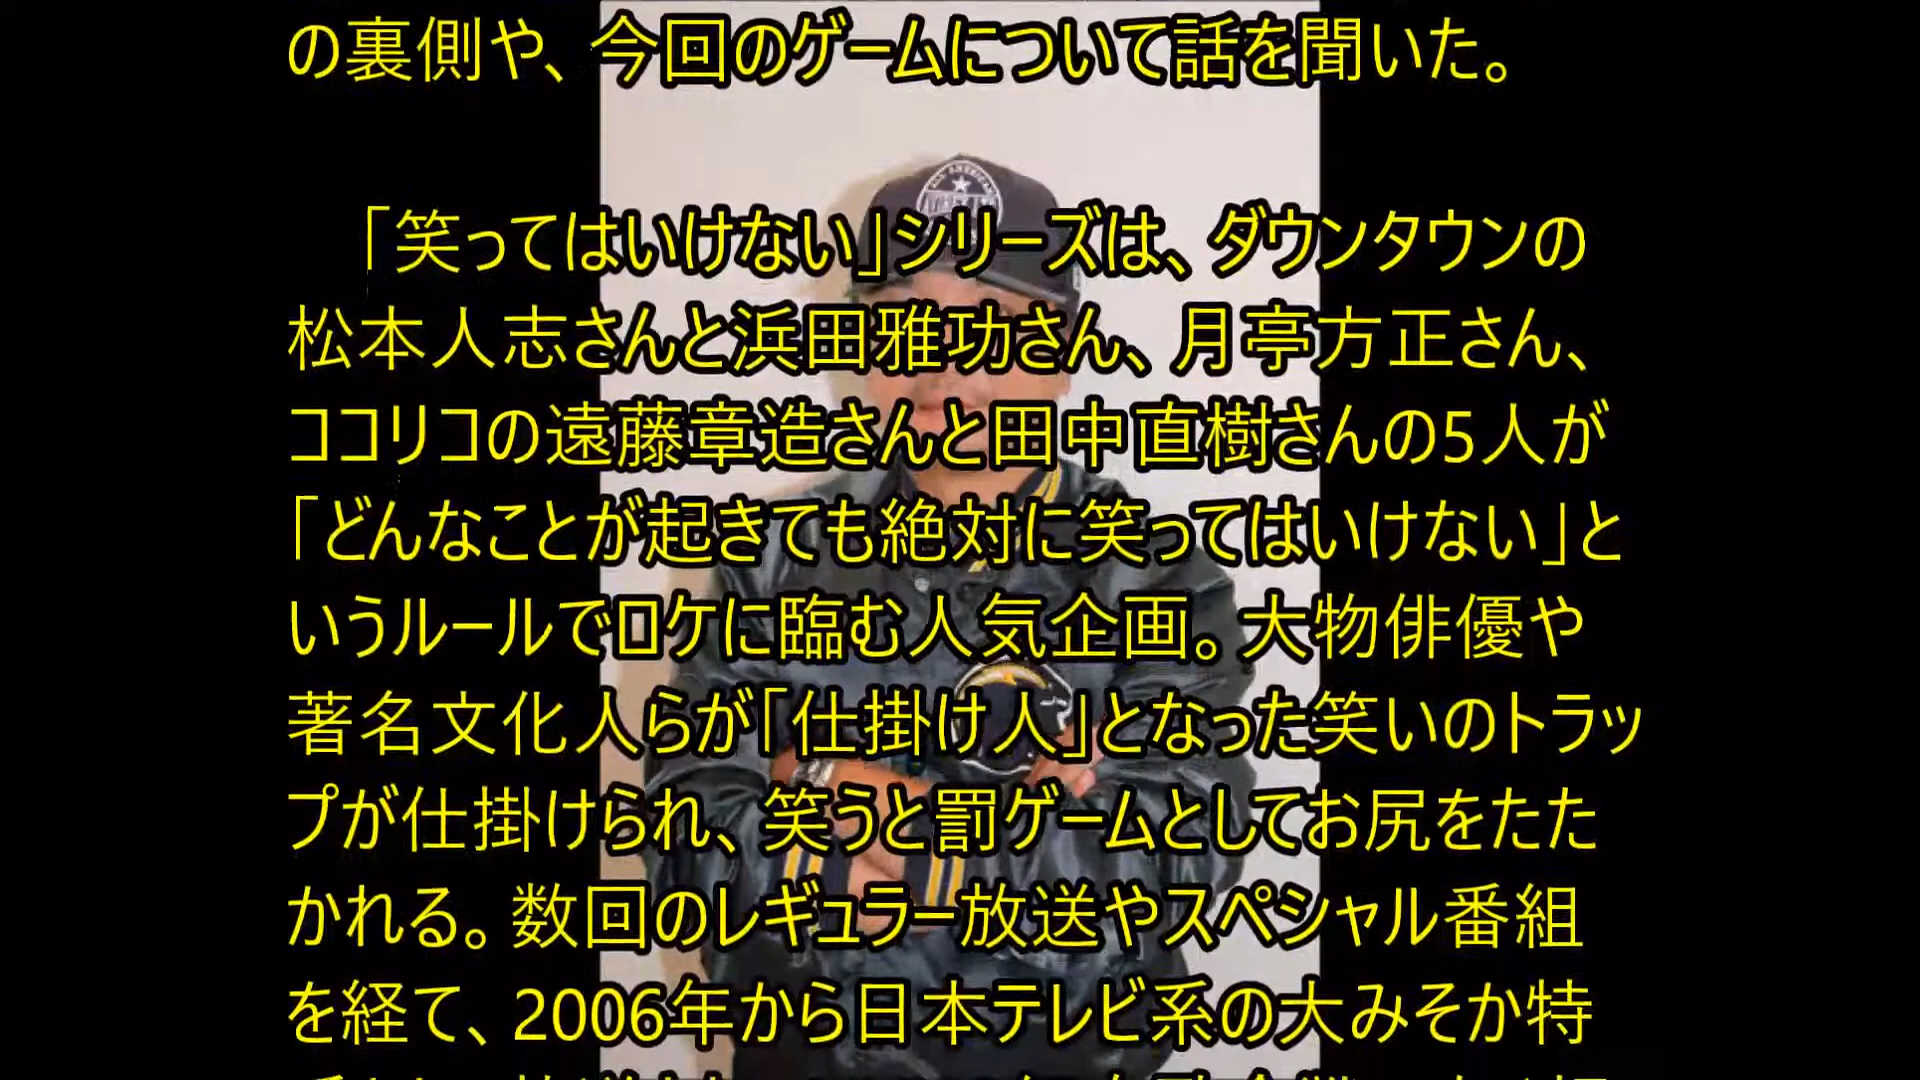 の裏側や、今回のゲームについて話を聞いた。
「笑ってはいけない」シリーズは、ダウンタウンの
松本人志さんと浜田雅功さん、月亭方正さん、
ココリコの遠藤章造さんと田中直樹さんの5人が
「どんなことが起きても絶対に笑ってはいけない」と
いうルールでロケに臨む人気企画。大物俳優や
著名文化人らが「仕掛け人」となった笑いのトラッ
プが仕掛けられ、笑うと罰ゲームとしてお尻をたた
かれる。数回のレギュラー放送やスペシャル番組
を経て、2006年から日本テレビ系の大みそか特